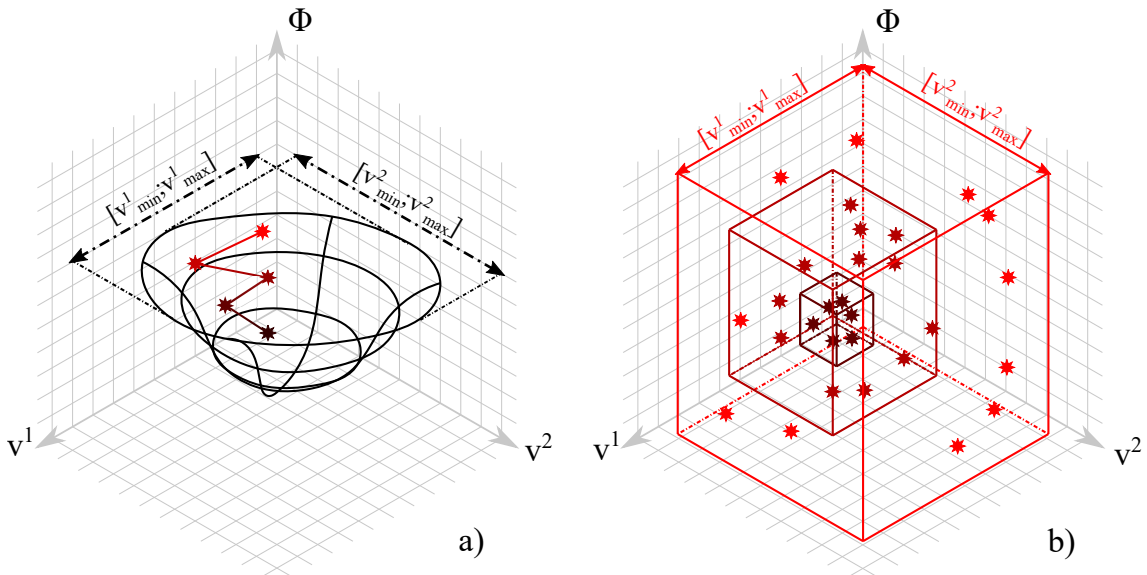 Φ
[v¹min;v¹max]
[v²min;v²max]
v¹
v²
a)
Φ
[v¹min;v¹max]
[v²min;v²max]
v¹
v²
b)